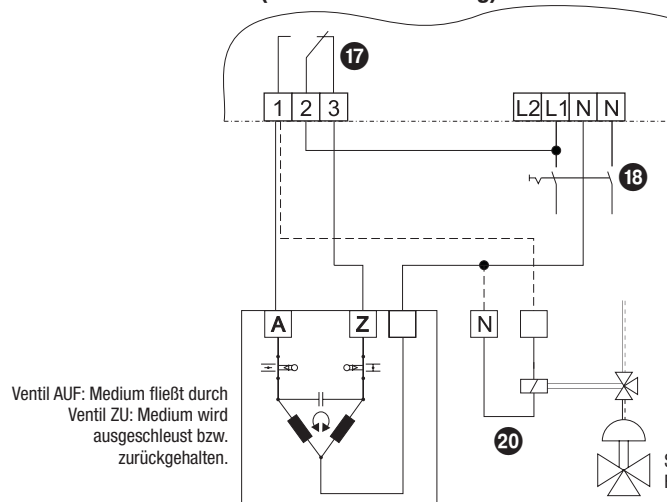 17
1 2 3
L2 L1 N N
18
A Z N
Ventil AUF: Medium fließt durch
Ventil ZU: Medium wird
ausgeschleust bzw.
zurückgehalten.
20